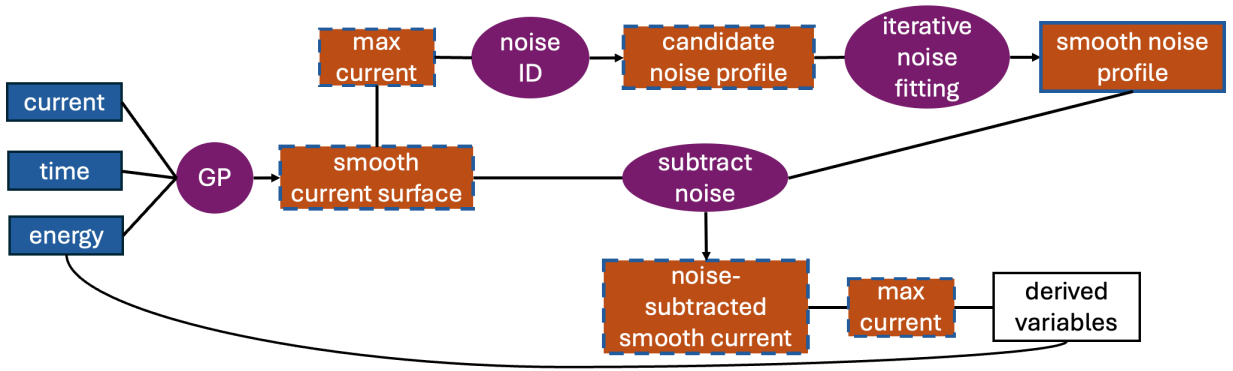 max
current
noise
ID
candidate
noise profile
iterative
noise
fitting
smooth noise
profile
current
time
energy
GP
smooth
current surface
subtract
noise
noise-
subtracted
smooth current
max
current
derived
variables